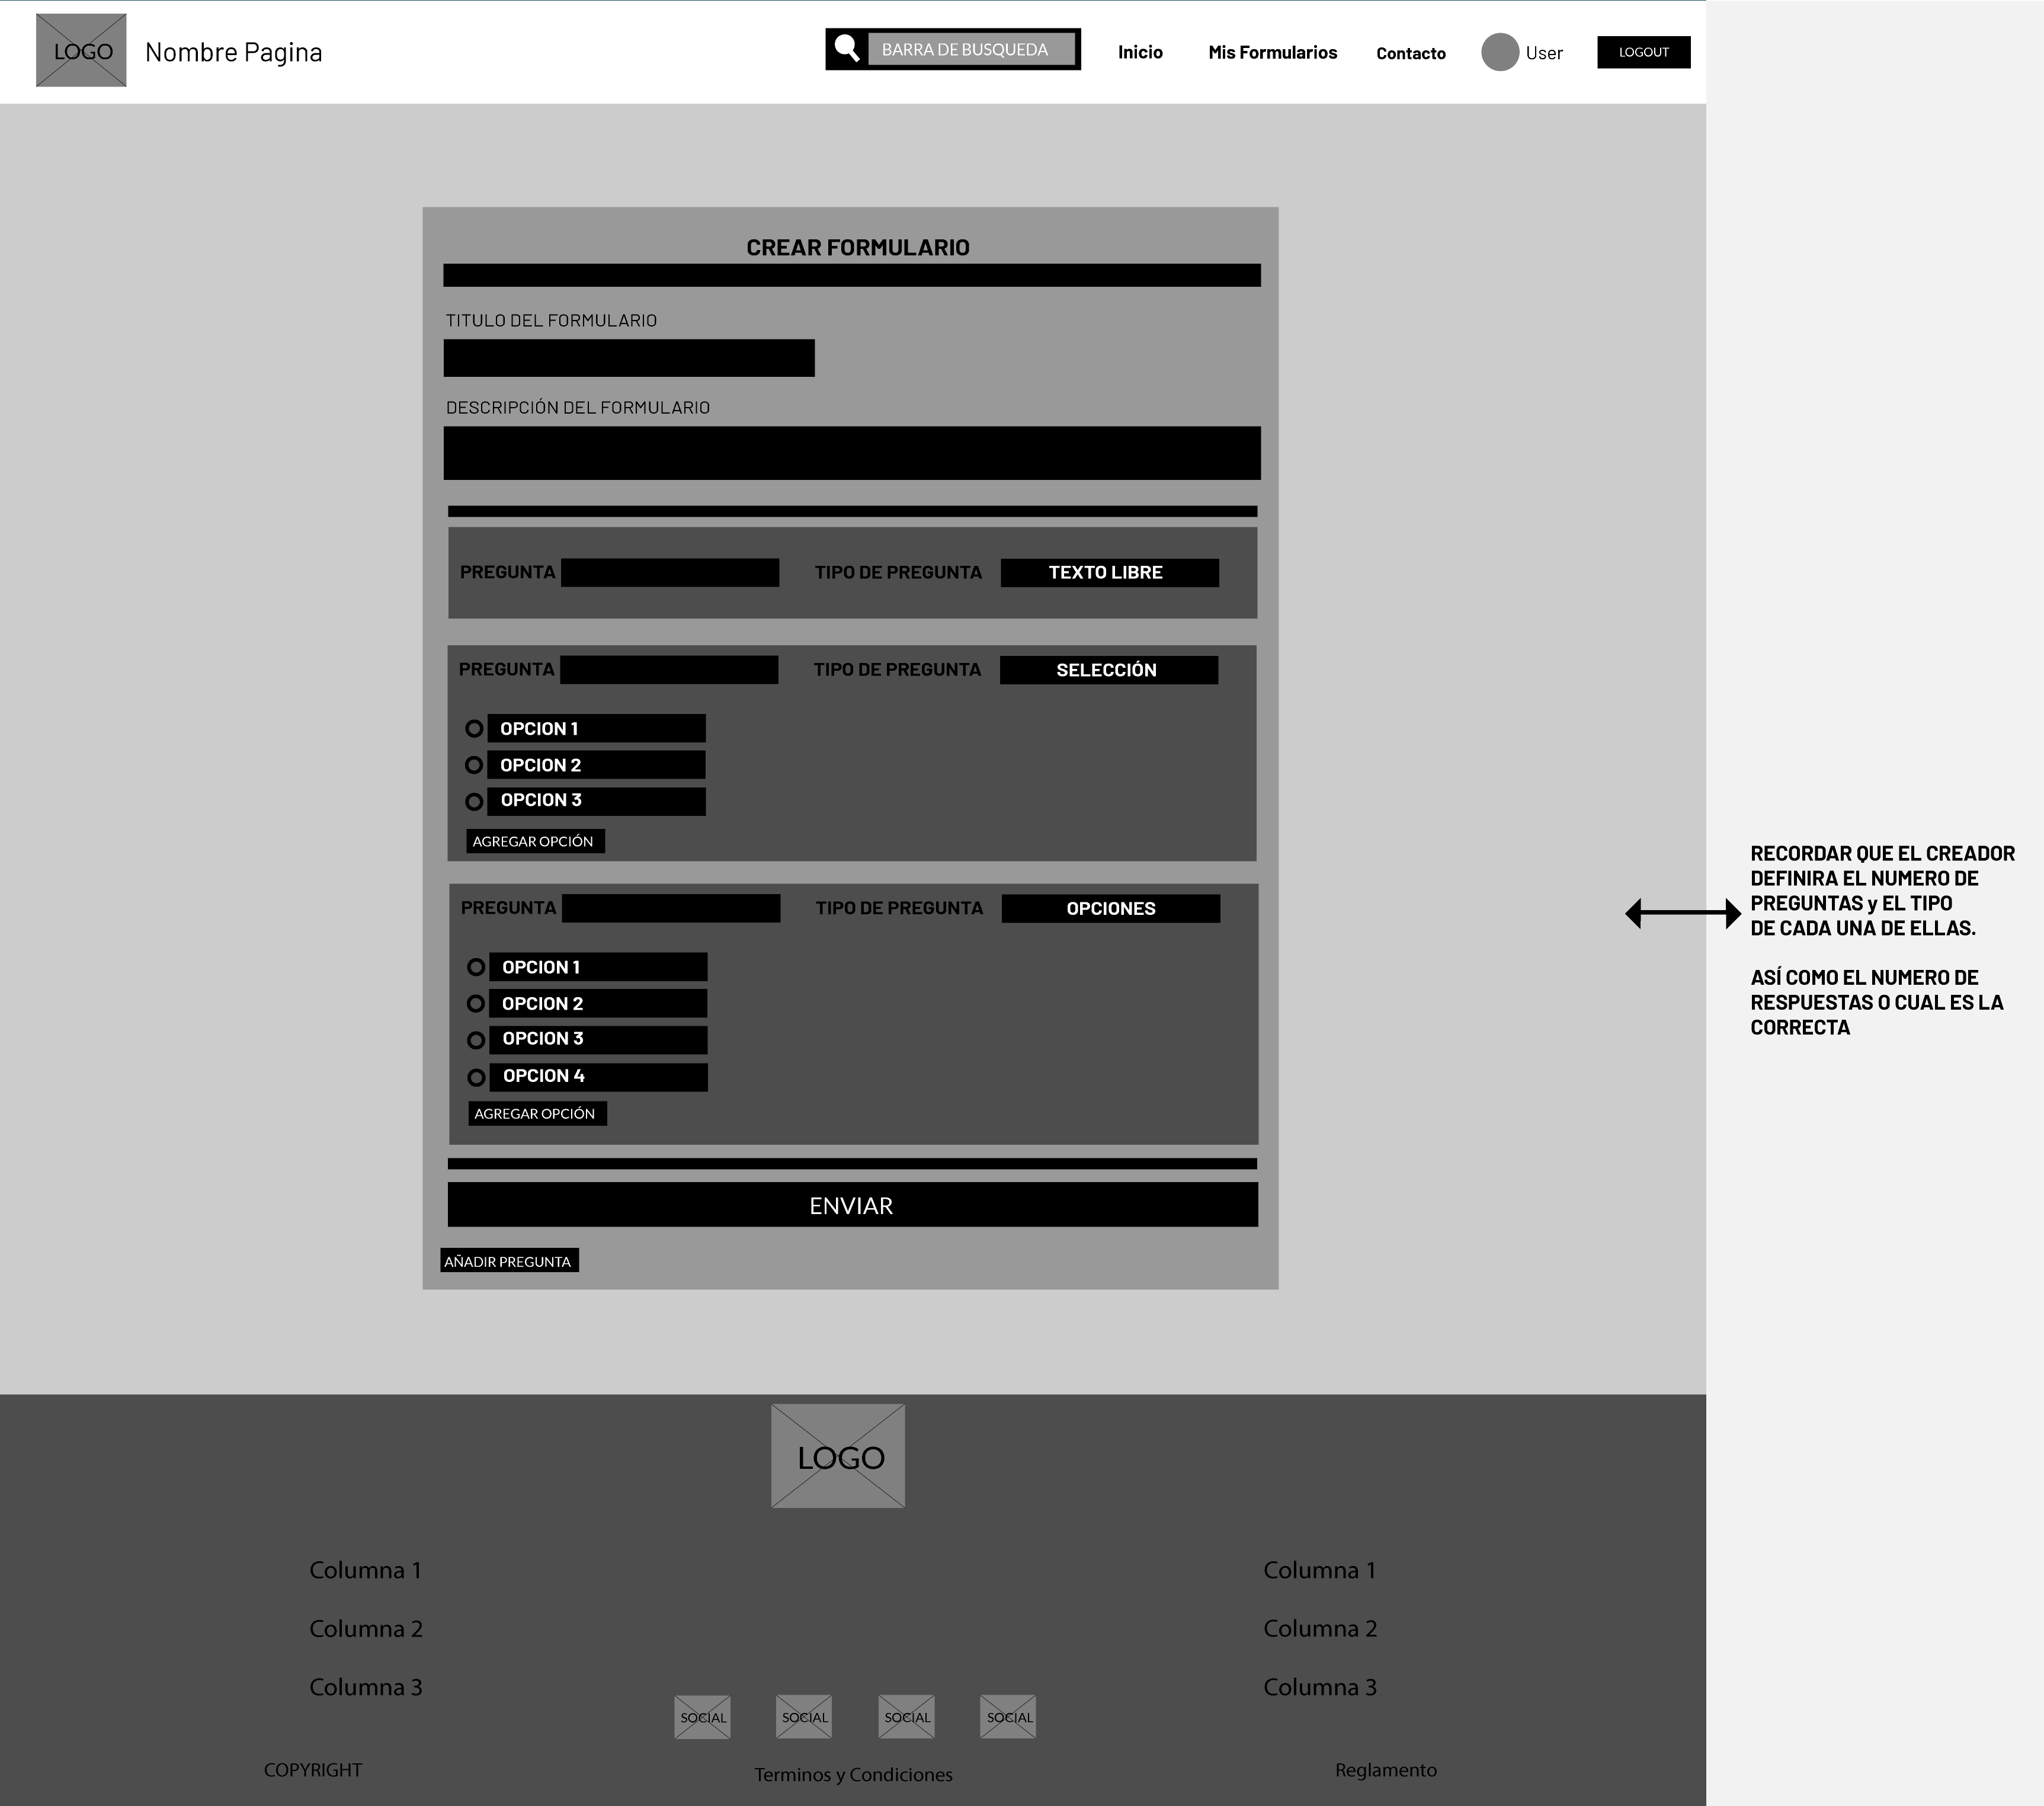 LOGO
Nombre Pagina
BARRA DE BUSQUEDA
Inicio
Mis Formularios
Contacto
User
LOGOUT
CREAR FORMULARIO
TITULO DEL FORMULARIO
DESCRIPCIÓN DEL FORMULARIO
PREGUNTA
TIPO DE PREGUNTA
TEXTO LIBRE
PREGUNTA
TIPO DE PREGUNTA
SELECCIÓN
OPCION 1
OPCION 2
OPCION 3
AGREGAR OPCIÓN
PREGUNTA
TIPO DE PREGUNTA
OPCIONES
OPCION 1
OPCION 2
OPCION 3
OPCION 4
AGREGAR OPCIÓN
ENVIAR
AÑADIR PREGUNTA
RECORDAR QUE EL CREADOR
DEFINIRA EL NUMERO DE
PREGUNTAS y EL TIPO
DE CADA UNA DE ELLAS.
ASÍ COMO EL NUMERO DE
RESPUESTAS O CUAL ES LA
CORRECTA
LOGO
Columna 1
Columna 2
Columna 3
Columna 1
Columna 2
Columna 3
SOCIAL
SOCIAL
SOCIAL
SOCIAL
COPYRIGHT
Terminos y Condiciones
Reglamento